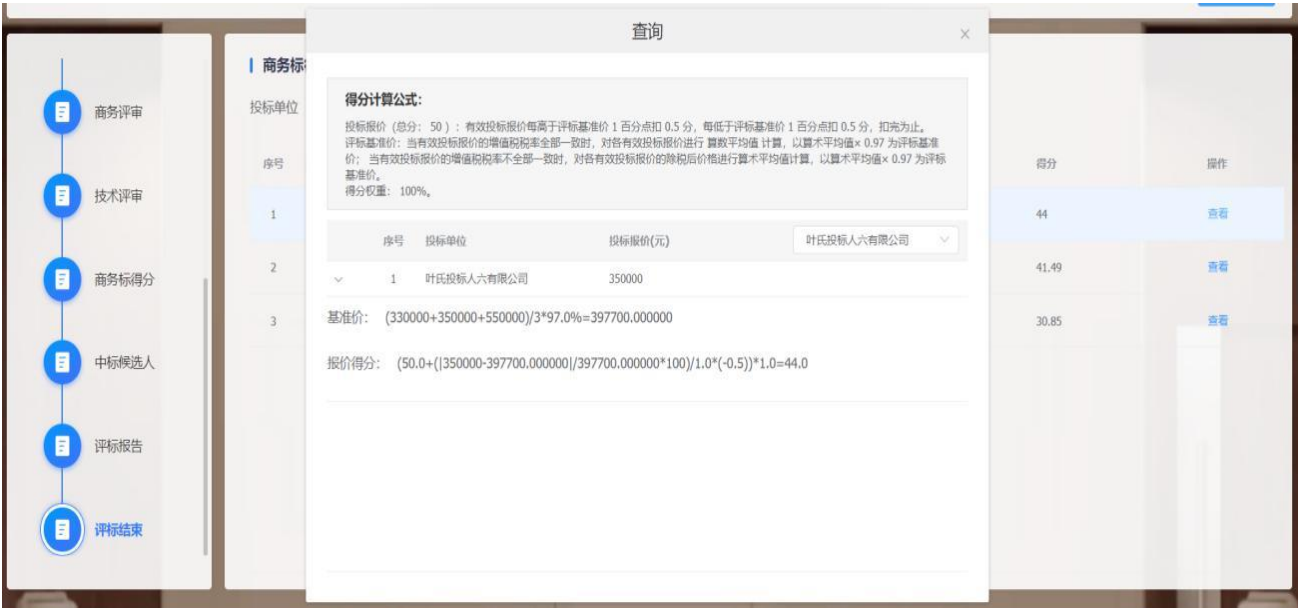 查询
商务标
投标单位
序号 得分 操作
1 44 查看
2 41.49 查看
3 30.85 查看
商务评审
技术评审
商务标得分
中标候选人
评标报告
评标结束
得分计算公式：
投标报价（总分： 50 ）：有效投标报价每高于评标基准价 1 百分点扣 0.5 分，每低于评标基准价 1 百分点扣 0.5 分，扣完为止。
评标基准价：当有效投标报价的增值税税率全部一致时，对各有效投标报价进行 算数平均值 计算，以算术平均值× 0.97 为评标基准
价； 当有效投标报价的增值税税率不全部一致时，对各有效投标报价的除税后价格进行算术平均值计算，以算术平均值× 0.97 为评标
基准价。
得分权重： 100%。
序号 投标单位 投标报价(元) 叶氏投标人六有限公司
1 叶氏投标人六有限公司 350000
基准价： (330000+350000+550000)/3*97.0%=397700.000000
报价得分： (50.0+(|350000-397700.000000|/397700.000000*100)/1.0*(-0.5))*1.0=44.0